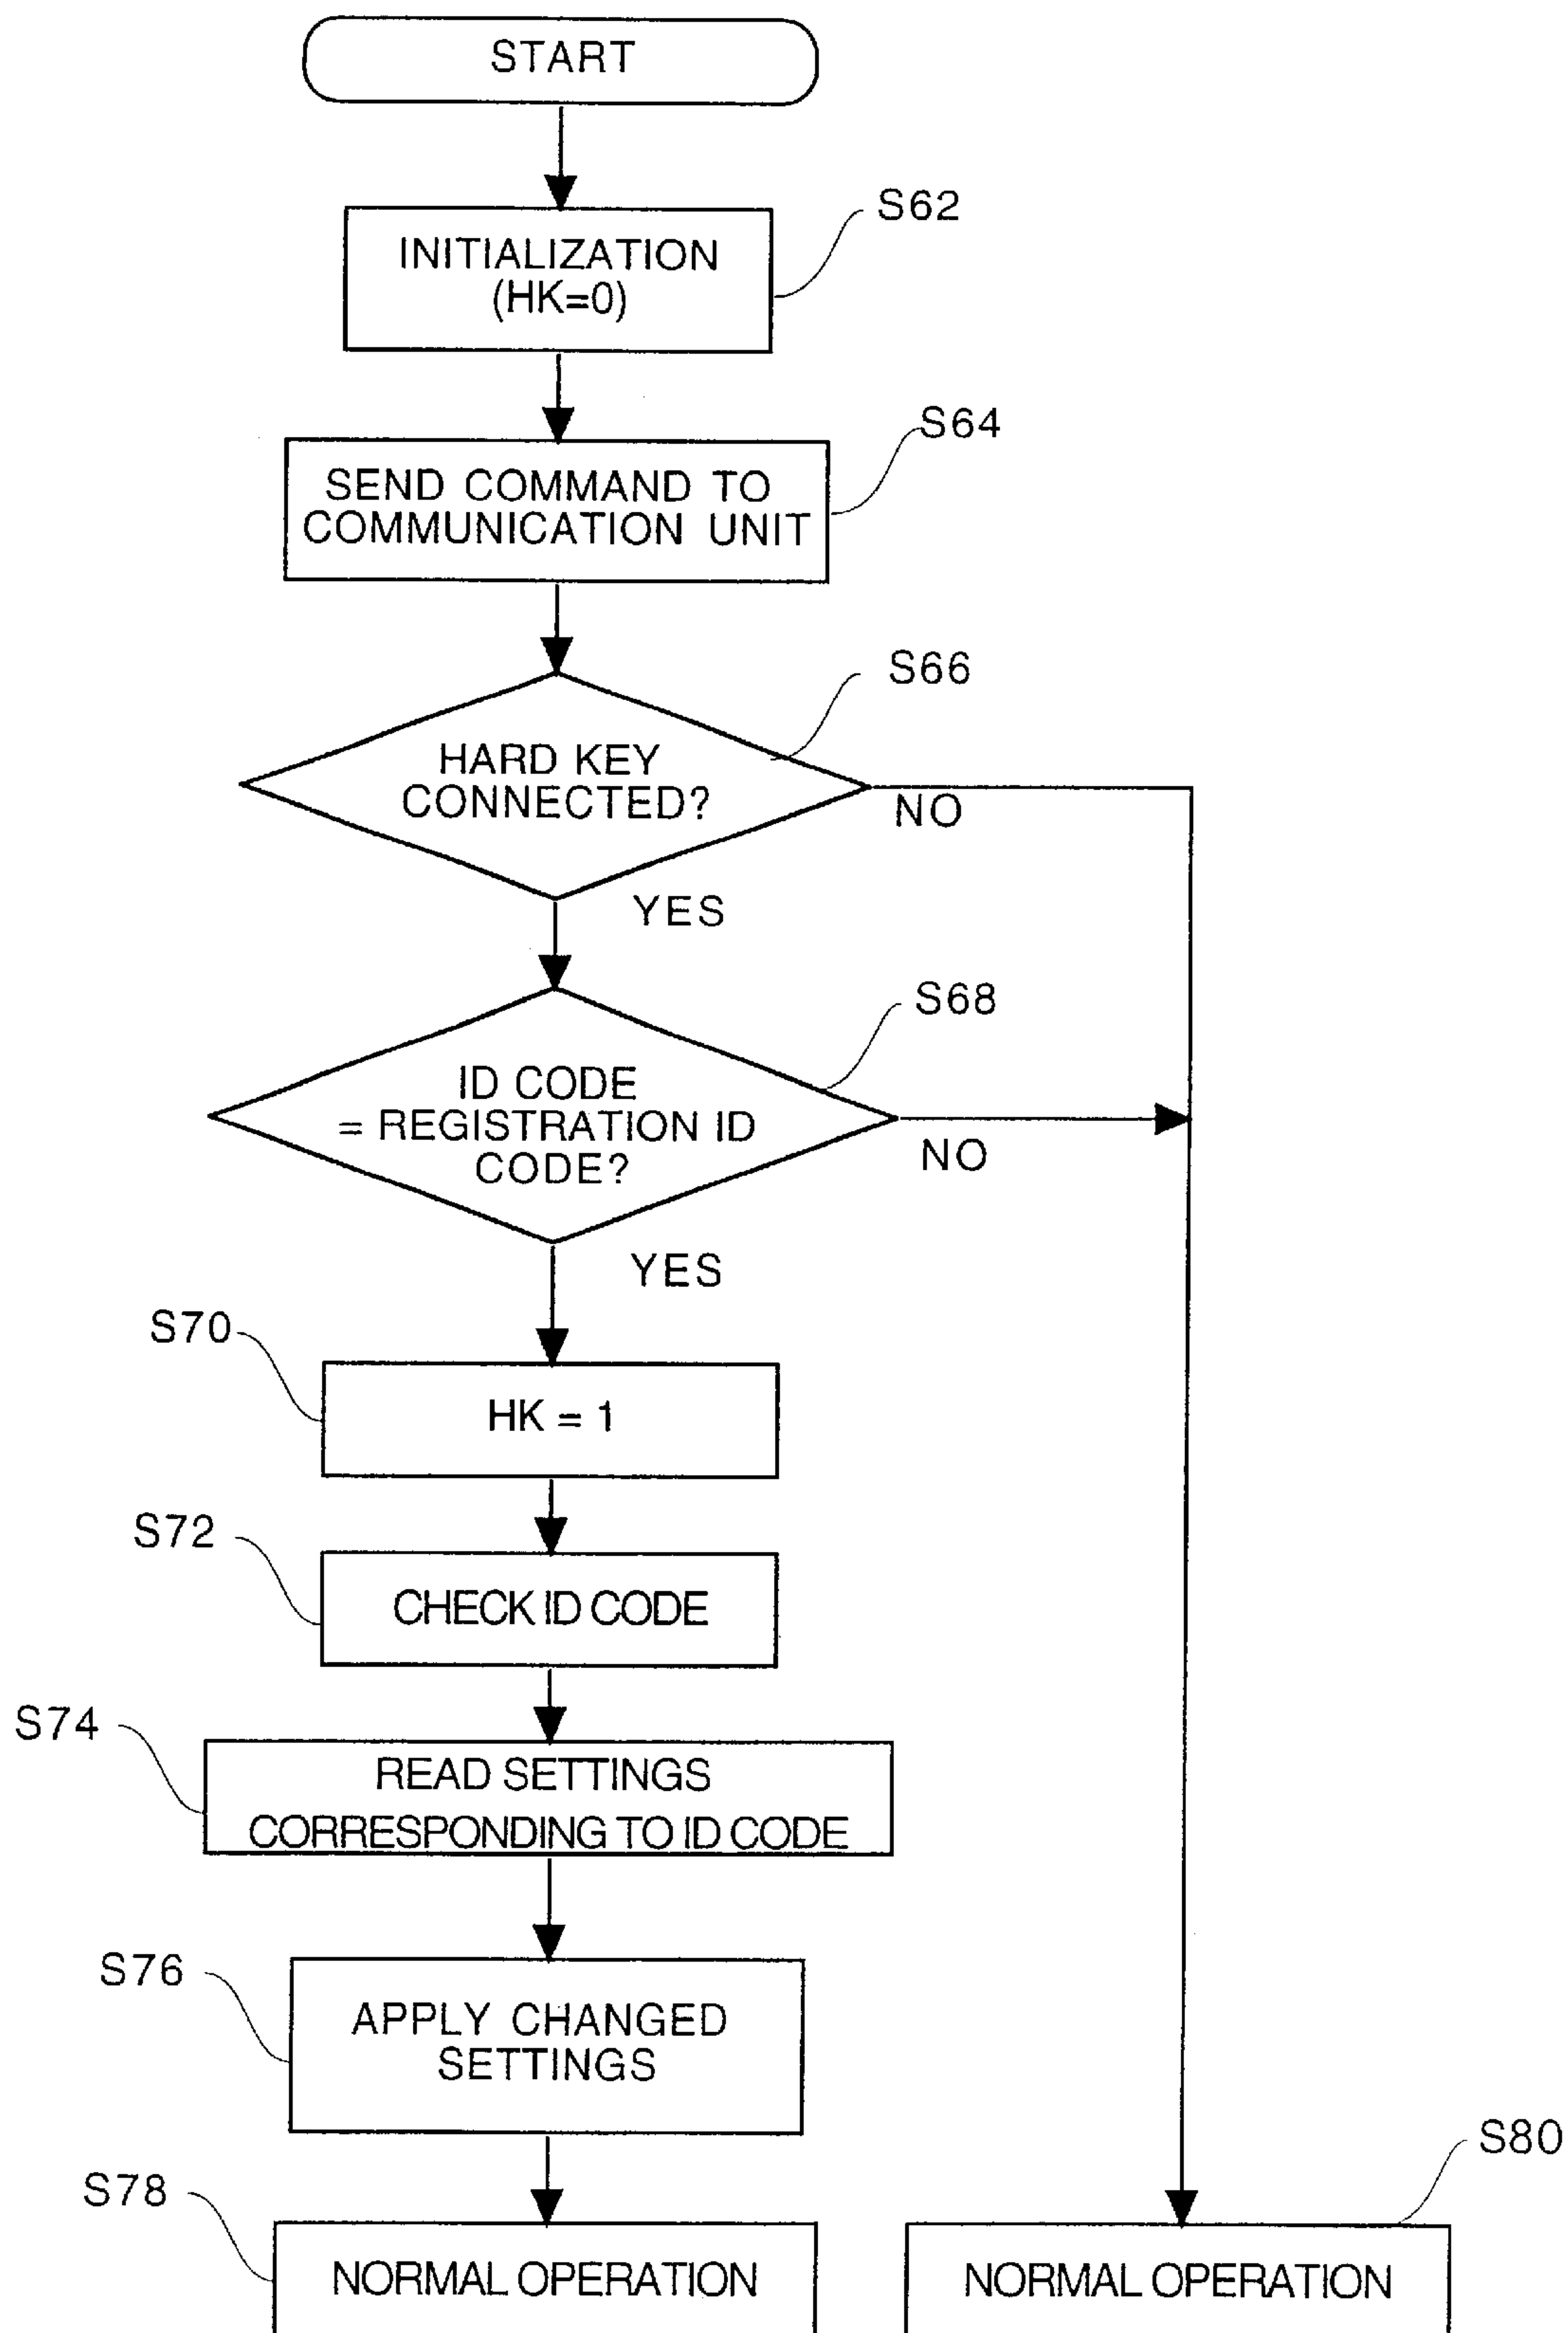 START
S62
INITIALIZATION
(HK=0)
S64
SEND COMMAND TO
COMMUNICATION UNIT
S66
HARD KEY
CONNECTED?
NO
YES
S68
ID CODE
= REGISTRATION ID
CODE?
NO
YES
S70
HK = 1
S72
CHECK ID CODE
S74
READ SETTINGS
CORRESPONDING TO ID CODE
S76
APPLY CHANGED
SETTINGS
S78
NORMAL OPERATION
S80
NORMAL OPERATION